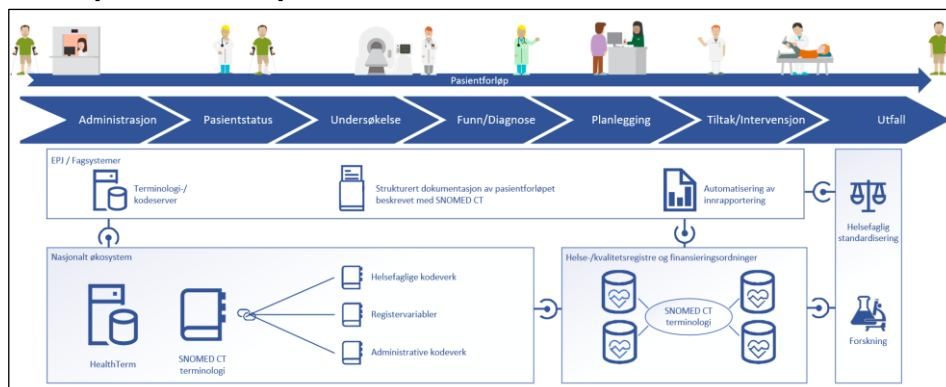 Pasientforløp
Administrasjon
Pasientstatus
Undersøkelse
Funn/Diagnose
Planlegging
Tiltak/Intervensjon
Utfall
EPJ / Fagsystemer
Terminologi-/
kodeserver
Strukturert dokumentasjon av pasientforløpet
beskrevet med SNOMED CT
Automatisering av
innrapportering
Helsefaglig
standardisering
Nasjonalt økosystem
HealthTerm
SNOMED CT
terminologi
Helsefaglige kodeverk
Registervariabler
Administrative kodeverk
Helse-/kvalitetsregistre og finansieringsordninger
SNOMED CT
terminologi
Forskning